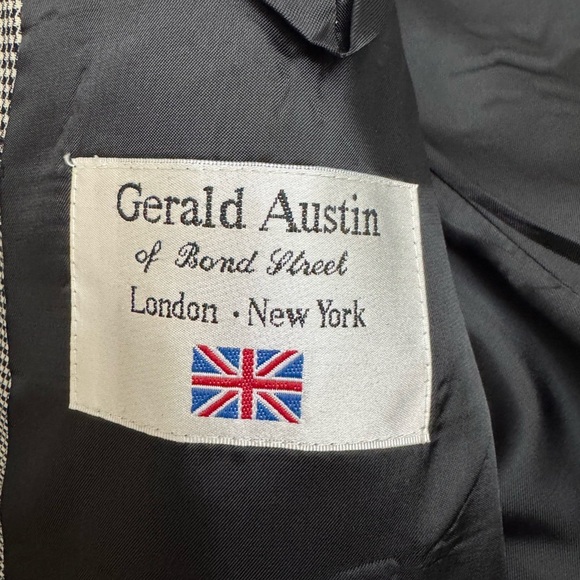 Gerald Austin
of Bond Street
London · New York